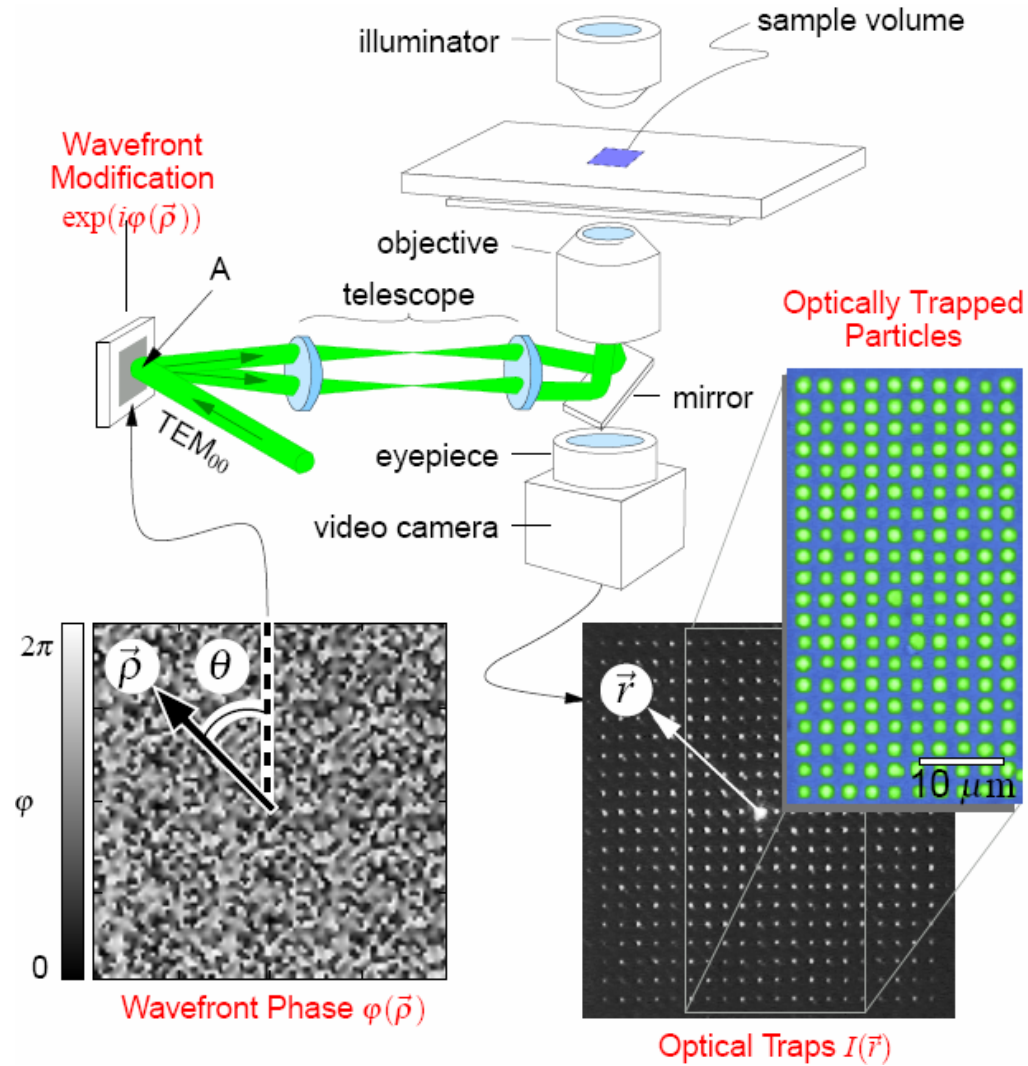 illuminator
sample volume
Wavefront
Modification
exp(iφ(ρ⃗))
objective
A
telescope
Optically Trapped
Particles
mirror
TEM₀₀
eyepiece
video camera
2π
ρ⃗
θ
r⃗
10 μm
φ
0
Wavefront Phase φ(ρ⃗)
Optical Traps I(r⃗)